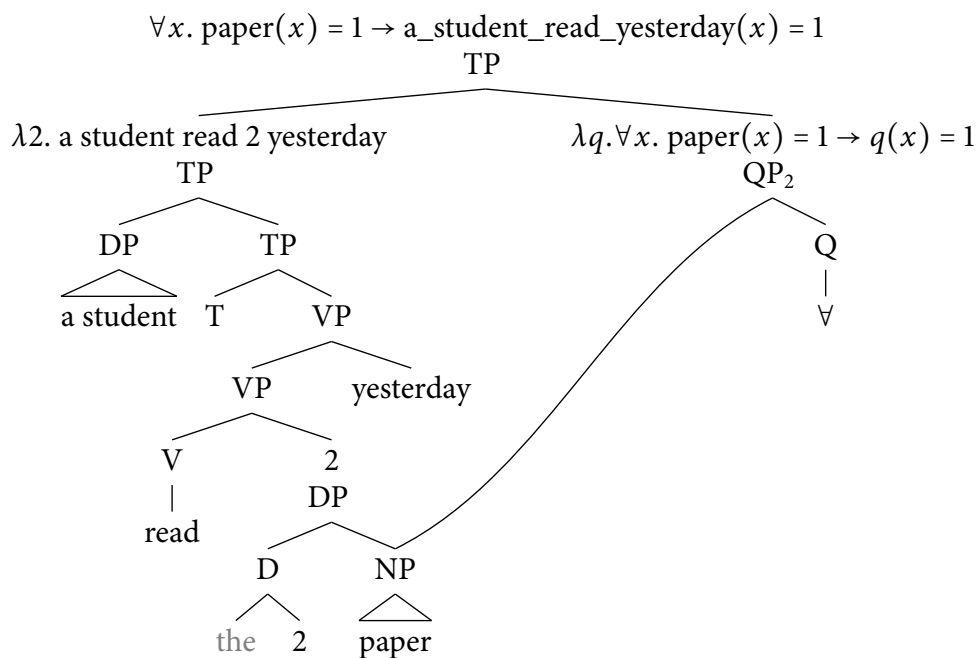 ∀x. paper(x) = 1 → a_student_read_yesterday(x) = 1
TP
λ2. a student read 2 yesterday λq.∀x. paper(x) = 1 → q(x) = 1
TP QP₂
DP TP Q
a student T VP ∀
VP yesterday
V 2
DP
read
D NP
the 2 paper